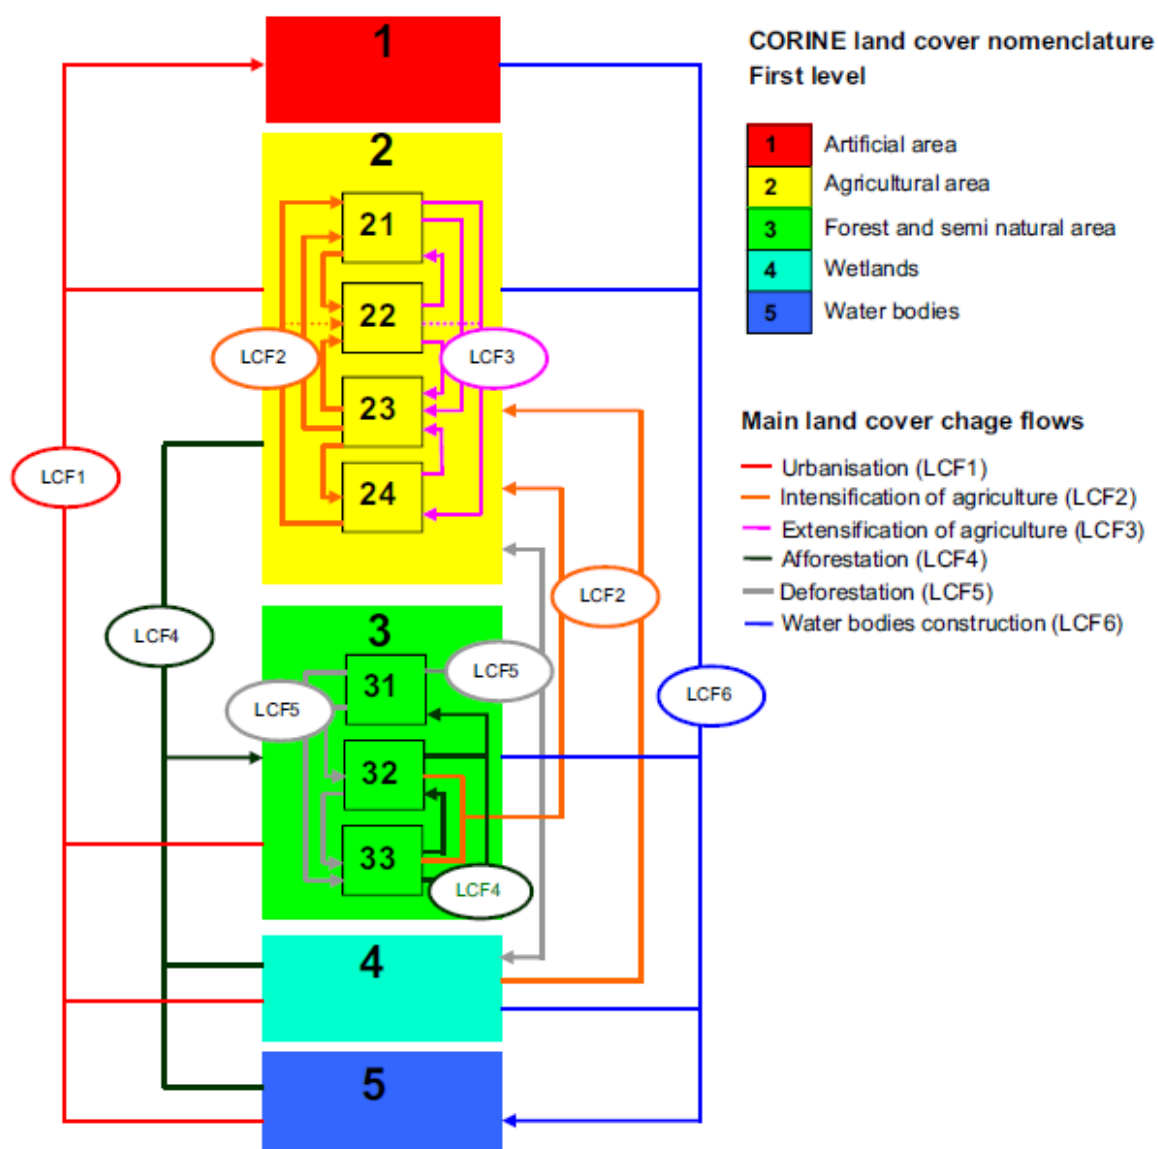 1
2
21
22
23
24
LCF2
LCF3
LCF1
LCF4
LCF2
3
31
32
33
LCF5
LCF5
LCF4
LCF6
4
5
CORINE land cover nomenclature
First level
1 Artificial area
2 Agricultural area
3 Forest and semi natural area
4 Wetlands
5 Water bodies
Main land cover chage flows
Urbanisation (LCF1)
Intensification of agriculture (LCF2)
Extensification of agriculture (LCF3)
Afforestation (LCF4)
Deforestation (LCF5)
Water bodies construction (LCF6)